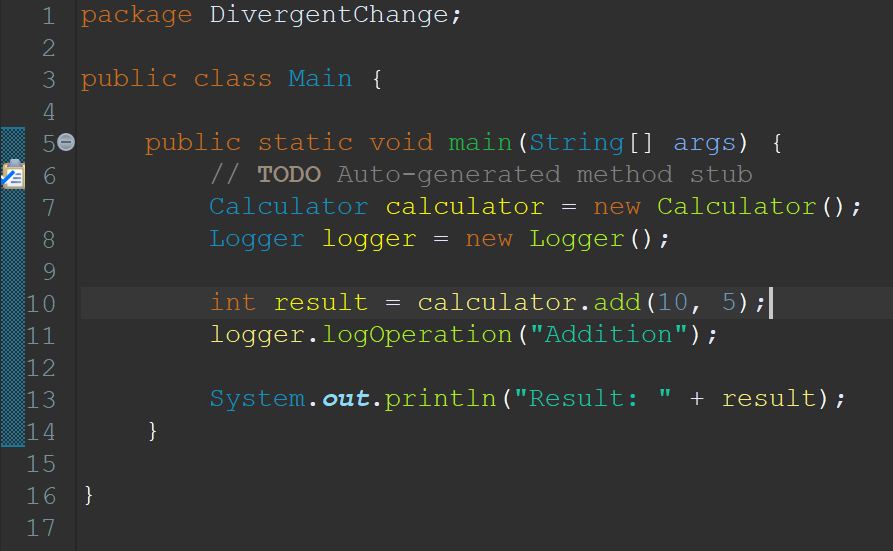 1 package DivergentChange;
2
3 public class Main {
4
5 public static void main(String[] args) {
6 // TODO Auto-generated method stub
7 Calculator calculator = new Calculator();
8 Logger logger = new Logger();
9
10 int result = calculator.add(10, 5);
11 logger.logOperation("Addition");
12
13 System.out.println("Result: " + result);
14 }
15
16 }
17